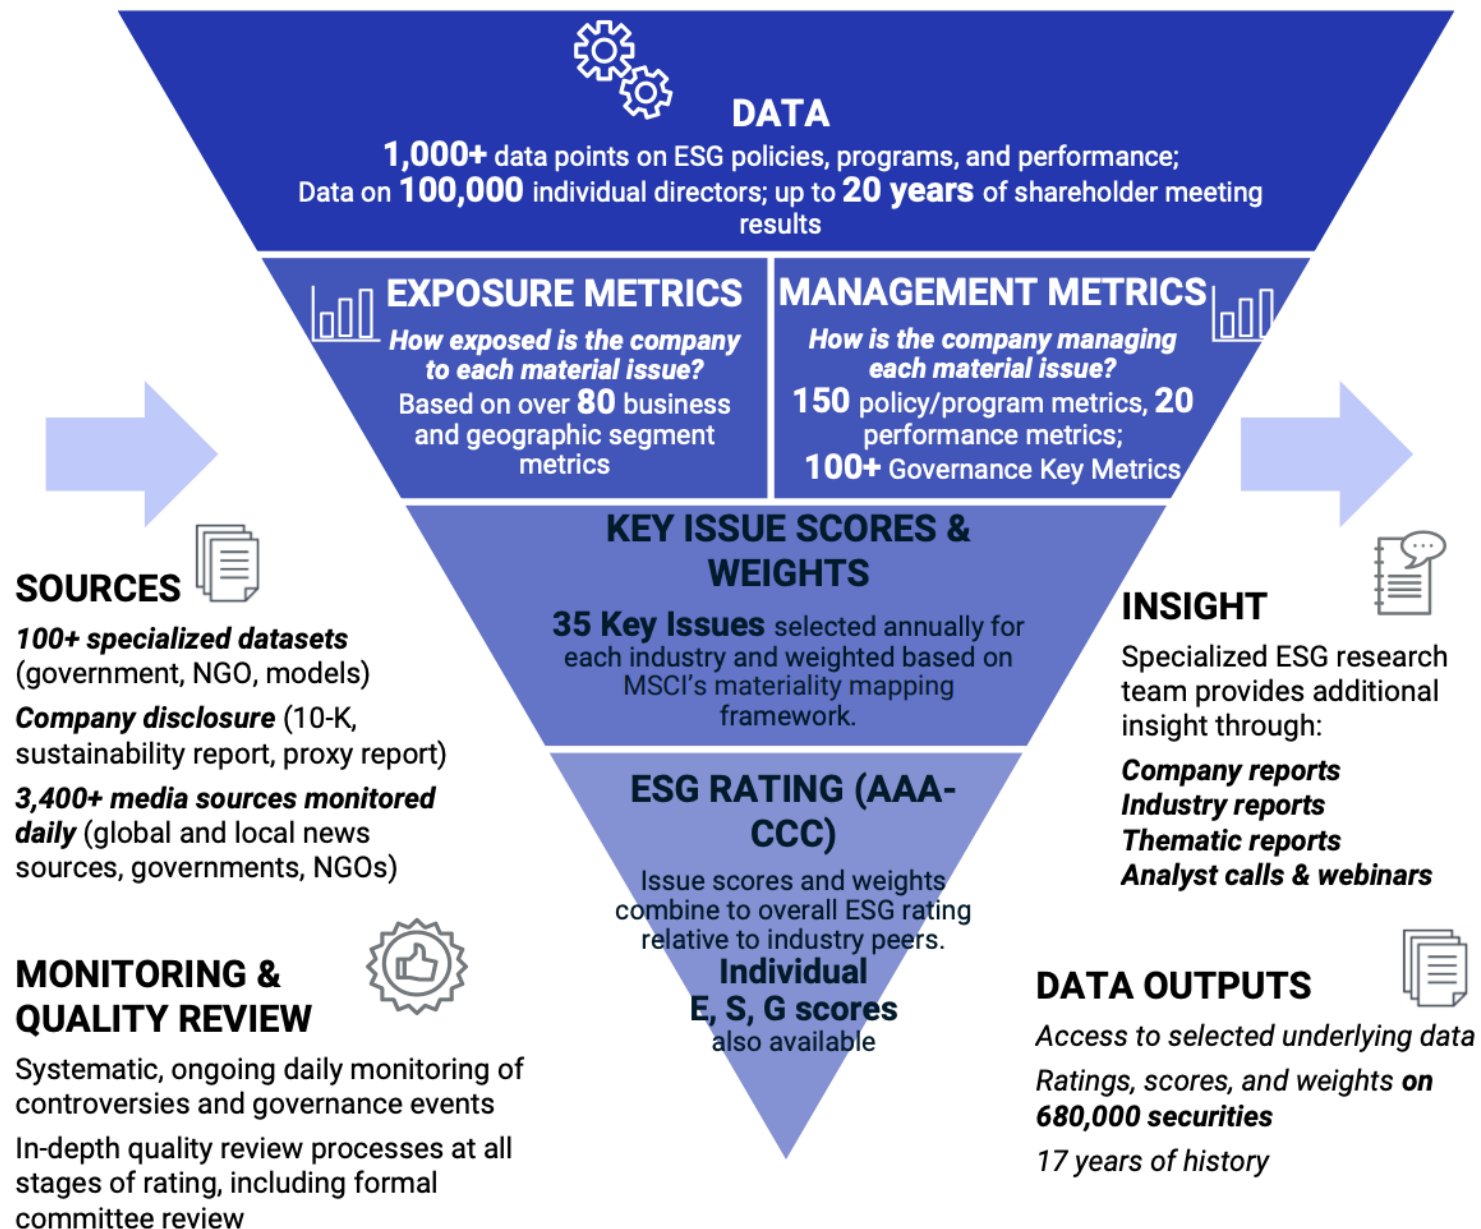 DATA
1,000+ data points on ESG policies, programs, and performance;
Data on 100,000 individual directors; up to 20 years of shareholder meeting
results
EXPOSURE METRICS
How exposed is the company
to each material issue?
Based on over 80 business
and geographic segment
metrics
MANAGEMENT METRICS
How is the company managing
each material issue?
150 policy/program metrics, 20
performance metrics;
100+ Governance Key Metrics
KEY ISSUE SCORES &
WEIGHTS
35 Key Issues selected annually for
each industry and weighted based on
MSCI's materiality mapping
framework.
ESG RATING (AAA-
CCC)
Issue scores and weights
combine to overall ESG rating
relative to industry peers.
Individual
E, S, G scores
also available
SOURCES
100+ specialized datasets
(government, NGO, models)
Company disclosure (10-K,
sustainability report, proxy report)
3,400+ media sources monitored
daily (global and local news
sources, governments, NGOs)
MONITORING &
QUALITY REVIEW
Systematic, ongoing daily monitoring of
controversies and governance events
In-depth quality review processes at all
stages of rating, including formal
committee review
INSIGHT
Specialized ESG research
team provides additional
insight through:
Company reports
Industry reports
Thematic reports
Analyst calls & webinars
DATA OUTPUTS
Access to selected underlying data
Ratings, scores, and weights on
680,000 securities
17 years of history